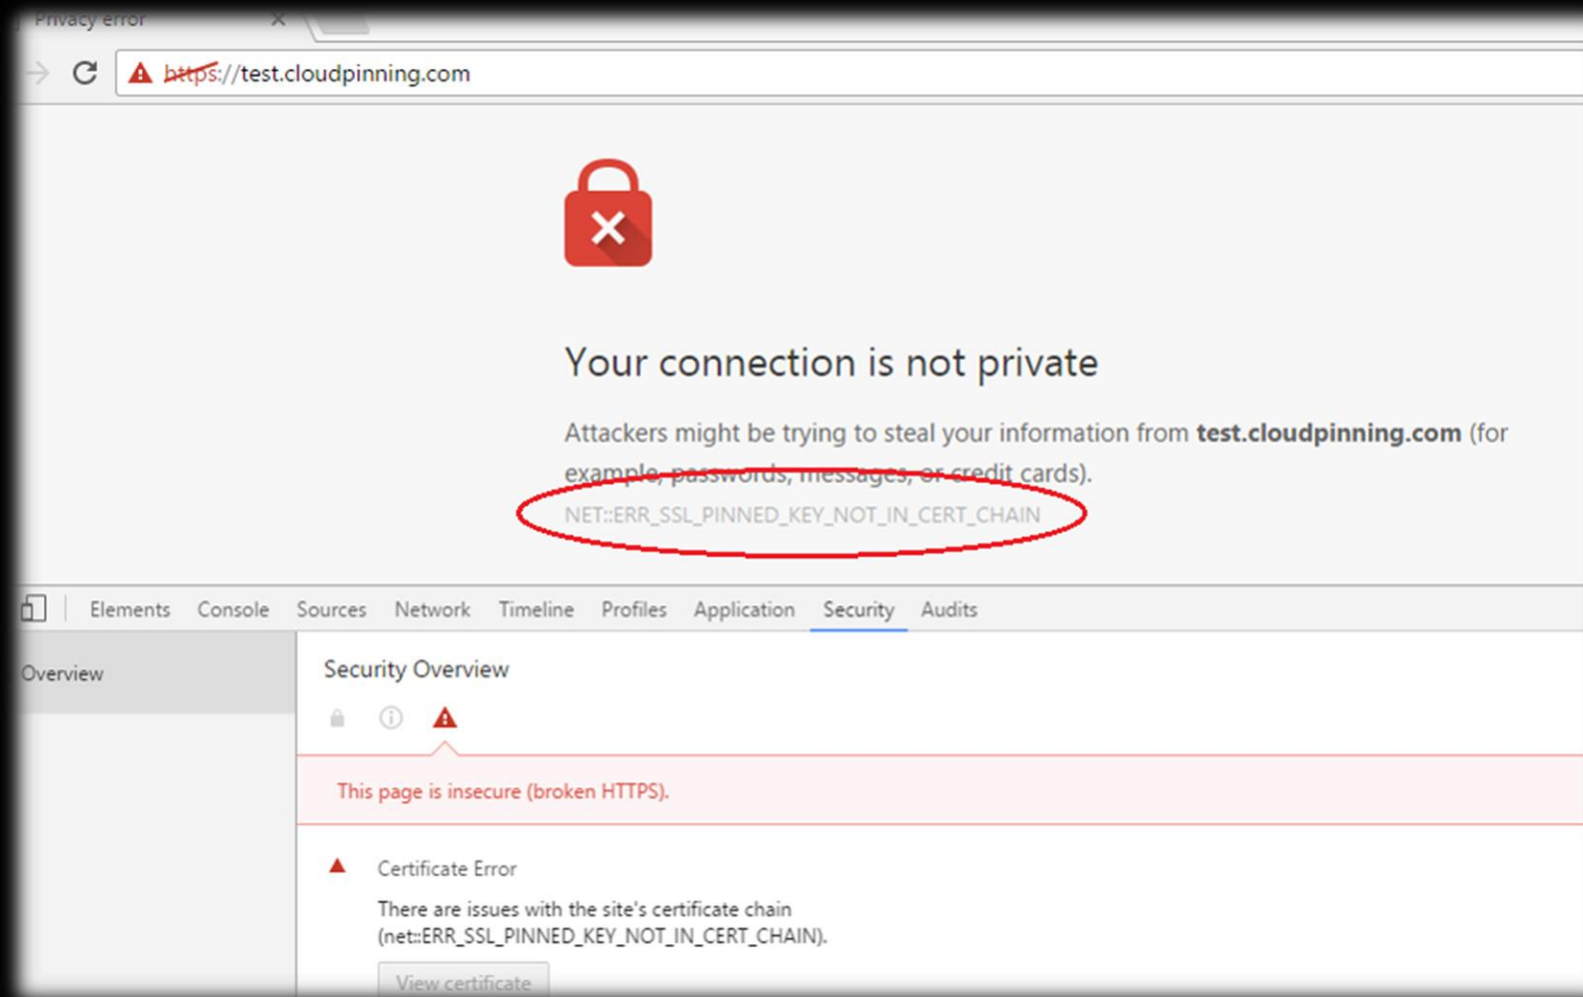 Privacy error
https://test.cloudpinning.com
Your connection is not private
Attackers might be trying to steal your information from test.cloudpinning.com (for
example, passwords, messages, or credit cards).
NET::ERR_SSL_PINNED_KEY_NOT_IN_CERT_CHAIN
Elements Console Sources Network Timeline Profiles Application Security Audits
Overview
Security Overview
This page is insecure (broken HTTPS).
Certificate Error
There are issues with the site's certificate chain
(net::ERR_SSL_PINNED_KEY_NOT_IN_CERT_CHAIN).
View certificate